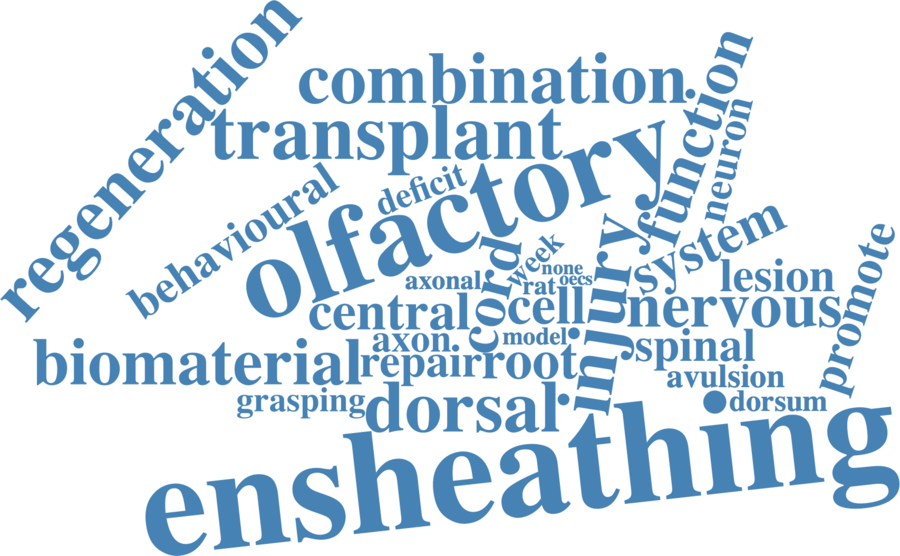 regeneration
combination
transplant
function
neuron
olfactory
deficit
behavioural
system
cord
week
none
oecs
rat
axonal
lesion
promote
central
cell
injury
nervous
axon
model
spinal
biomaterial
repair
root
avulsion
grasping
dorsal
dorsum
ensheathing